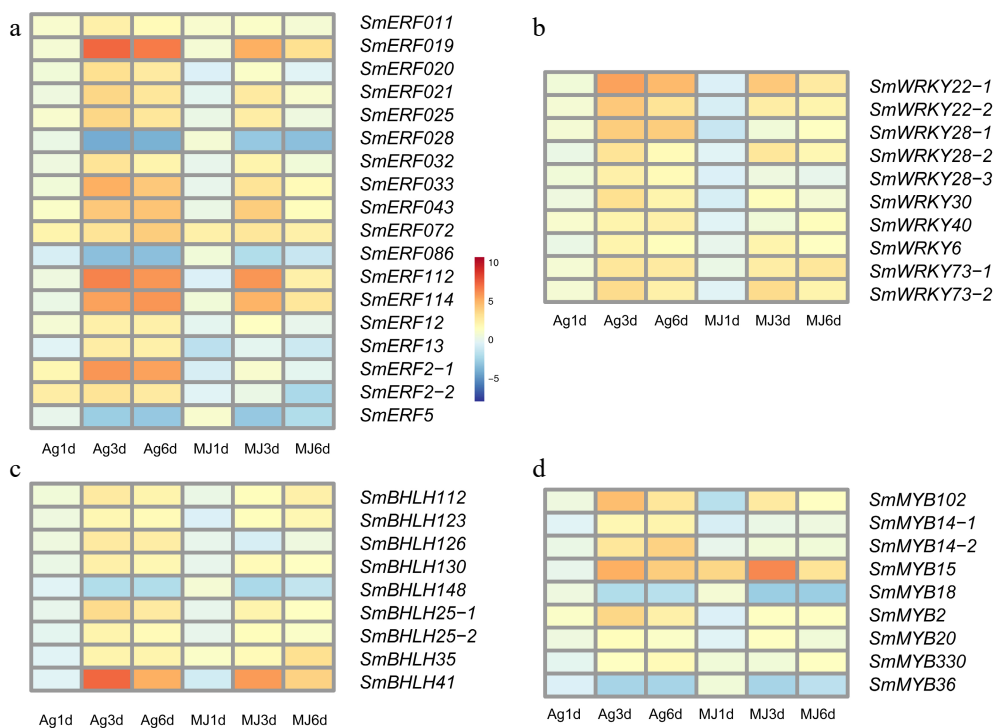 a
SmERF011
SmERF019
SmERF020
SmERF021
SmERF025
SmERF028
SmERF032
SmERF033
SmERF043
SmERF072
SmERF086
SmERF112
SmERF114
SmERF12
SmERF13
SmERF2−1
SmERF2−2
SmERF5
Ag1d Ag3d Ag6d MJ1d MJ3d MJ6d
10
5
0
−5
b
SmWRKY22−1
SmWRKY22−2
SmWRKY28−1
SmWRKY28−2
SmWRKY28−3
SmWRKY30
SmWRKY40
SmWRKY6
SmWRKY73−1
SmWRKY73−2
Ag1d Ag3d Ag6d MJ1d MJ3d MJ6d
c
SmBHLH112
SmBHLH123
SmBHLH126
SmBHLH130
SmBHLH148
SmBHLH25−1
SmBHLH25−2
SmBHLH35
SmBHLH41
Ag1d Ag3d Ag6d MJ1d MJ3d MJ6d
d
SmMYB102
SmMYB14−1
SmMYB14−2
SmMYB15
SmMYB18
SmMYB2
SmMYB20
SmMYB330
SmMYB36
Ag1d Ag3d Ag6d MJ1d MJ3d MJ6d